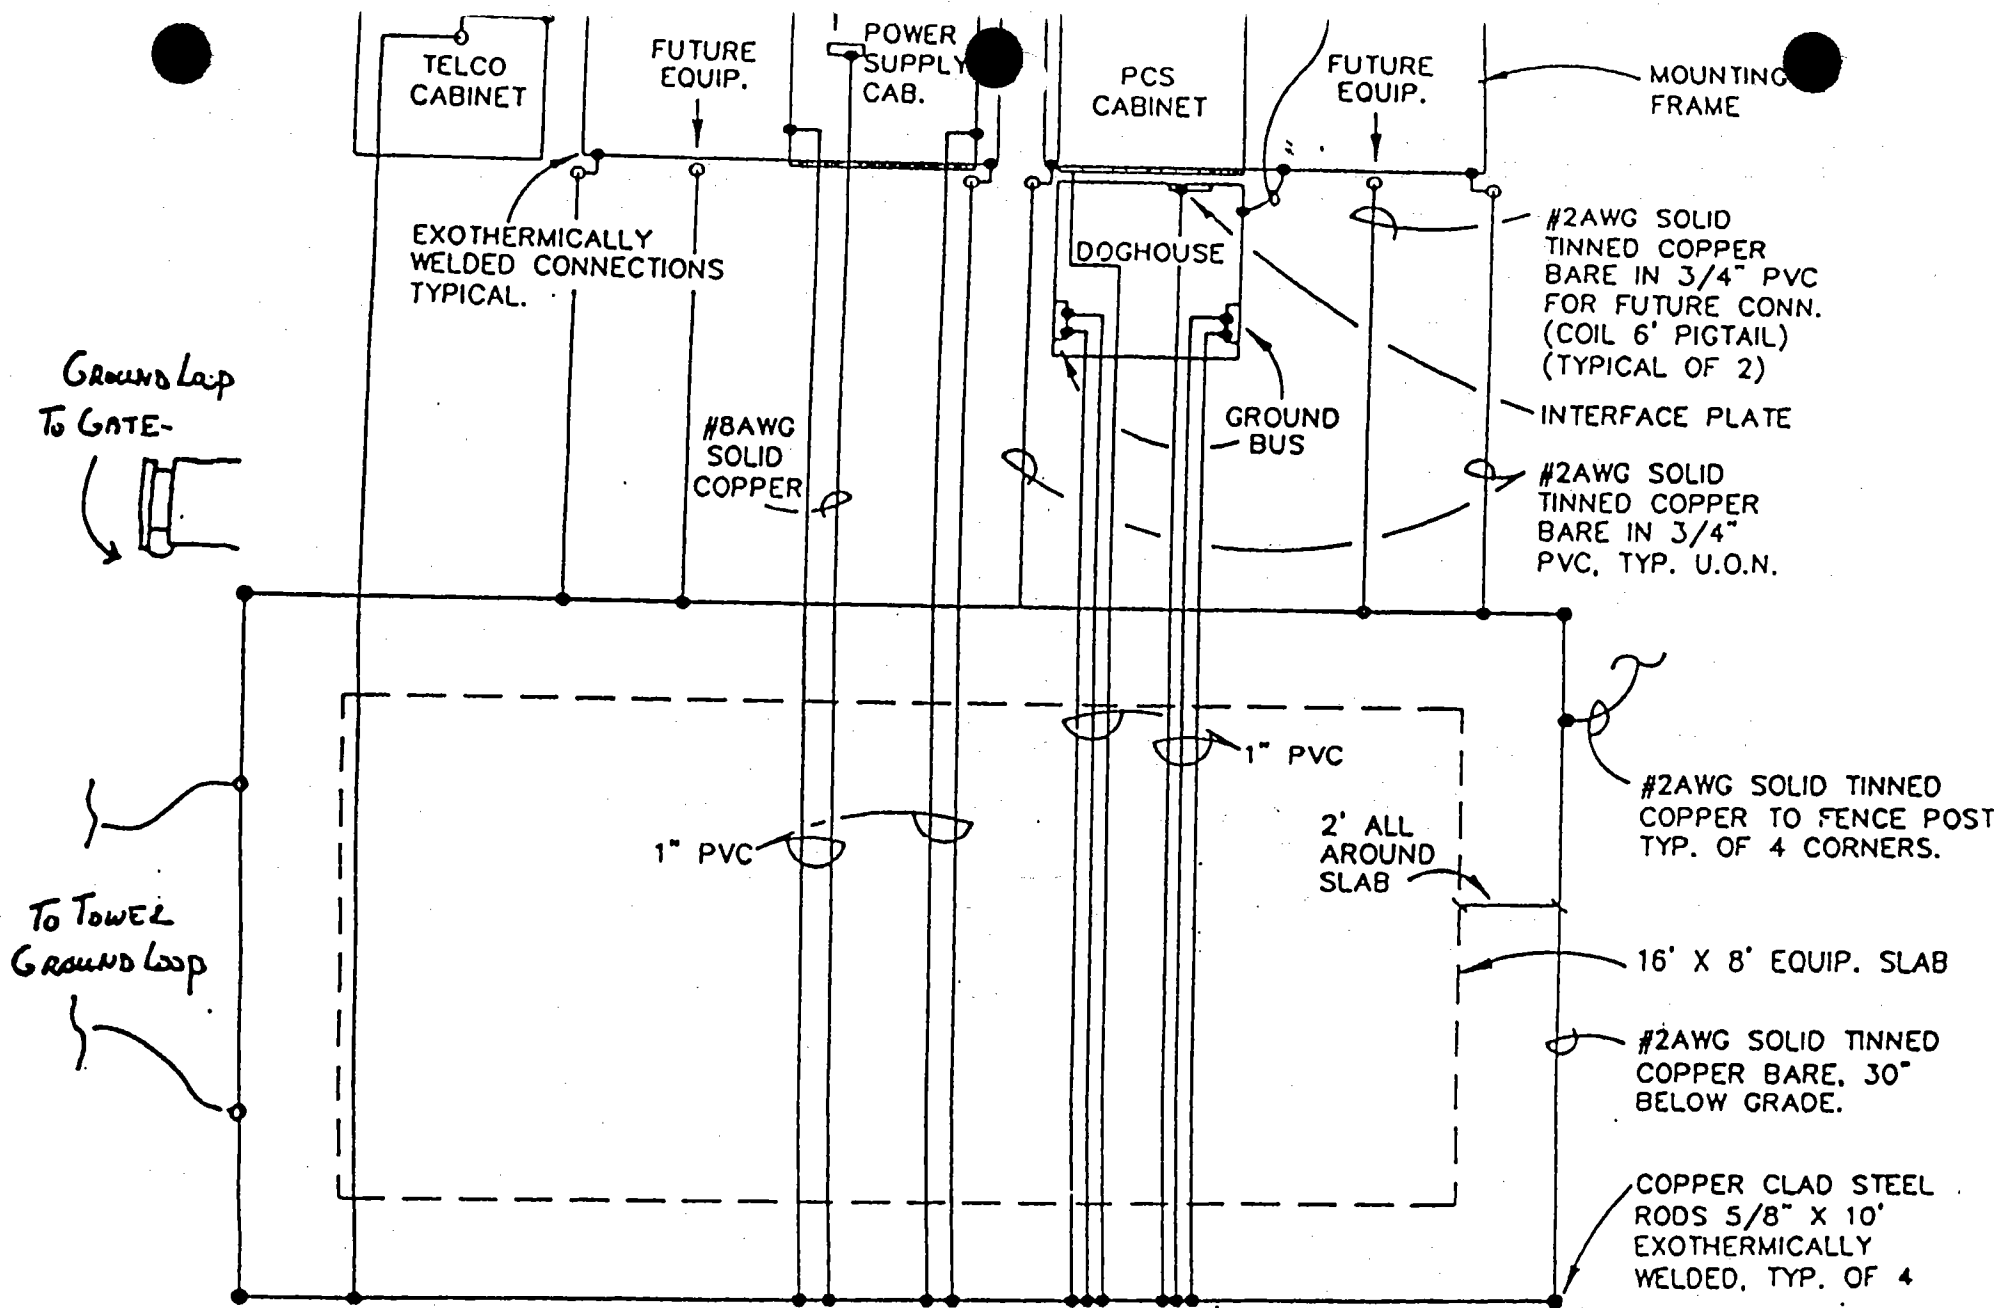 TELCO
CABINET
FUTURE
EQUIP.
POWER
SUPPLY
CAB.
PCS
CABINET
FUTURE
EQUIP.
MOUNTING
FRAME
EXOTHERMICALLY
WELDED CONNECTIONS
TYPICAL.
DOGHOUSE
#2AWG SOLID
TINNED COPPER
BARE IN 3/4" PVC
FOR FUTURE CONN.
(COIL 6' PIGTAIL)
(TYPICAL OF 2)
GROUND LOOP
TO GATE-
#8AWG
SOLID
COPPER
GROUND
BUS
INTERFACE PLATE
#2AWG SOLID
TINNED COPPER
BARE IN 3/4"
PVC, TYP. U.O.N.
1" PVC
1" PVC
#2AWG SOLID TINNED
COPPER TO FENCE POST
TYP. OF 4 CORNERS.
2' ALL
AROUND
SLAB
TO TOWER
GROUND LOOP
16' X 8' EQUIP. SLAB
#2AWG SOLID TINNED
COPPER BARE, 30"
BELOW GRADE.
COPPER CLAD STEEL
RODS 5/8" X 10'
EXOTHERMICALLY
WELDED, TYP. OF 4